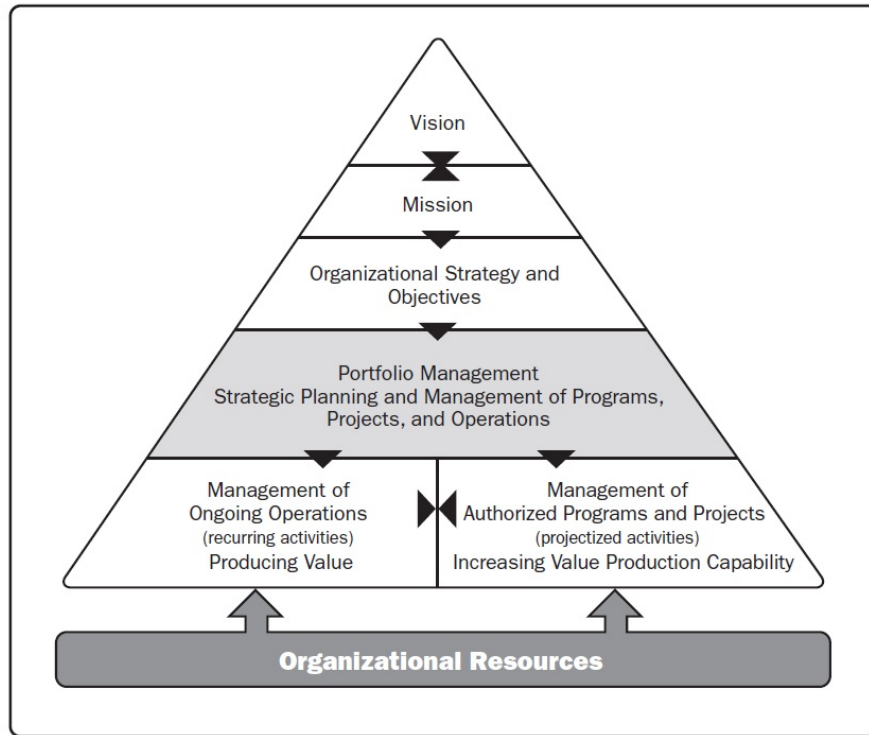 Vision
Mission
Organizational Strategy and
Objectives
Portfolio Management
Strategic Planning and Management of Programs,
Projects, and Operations
Management of
Ongoing Operations
(recurring activities)
Producing Value
Management of
Authorized Programs and Projects
(projectized activities)
Increasing Value Production Capability
Organizational Resources